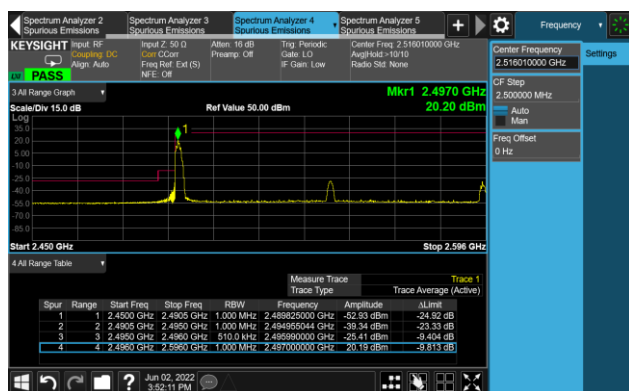 Spectrum Analyzer 2
Spurious Emissions
Spectrum Analyzer 3
Spurious Emissions
Spectrum Analyzer 4
Spurious Emissions
Spectrum Analyzer 5
Spurious Emissions
+
Frequency
KEYSIGHT
Input: RF
Coupling: DC
Align: Auto
Input Z: 50 Ω
Corr CCorr
Freq Ref: Ext (S)
NFE: Off
Atten: 16 dB
Preamp: Off
Trig: Periodic
Gate: LO
IF Gain: Low
Center Freq: 2.516010000 GHz
Avg|Hold:>10/10
Radio Std: None
PASS
Center Frequency
2.516010000 GHz
Settings
CF Step
2.500000 MHz
Auto
Man
Freq Offset
0 Hz
3 All Range Graph
Mkr1 2.4970 GHz
Scale/Div 15.0 dB
Ref Value 50.00 dBm
20.20 dBm
Log
35.0
20.0
5.00
-10.0
-25.0
-40.0
-55.0
-70.0
-85.0
1
Start 2.450 GHz
Stop 2.596 GHz
4 All Range Table
Measure Trace Trace 1
Trace Type Trace Average (Active)
Spur Range Start Freq Stop Freq RBW Frequency Amplitude ΔLimit
1 1 2.4500 GHz 2.4905 GHz 1.000 MHz 2.489825000 GHz -52.93 dBm -24.92 dB
2 2 2.4905 GHz 2.4950 GHz 1.000 MHz 2.494955044 GHz -39.34 dBm -23.33 dB
3 3 2.4950 GHz 2.4960 GHz 510.0 kHz 2.495990000 GHz -25.41 dBm -9.404 dB
4 4 2.4960 GHz 2.5960 GHz 1.000 MHz 2.497000000 GHz 20.19 dBm -9.813 dB
?
Jun 02, 2022
3:52:11 PM